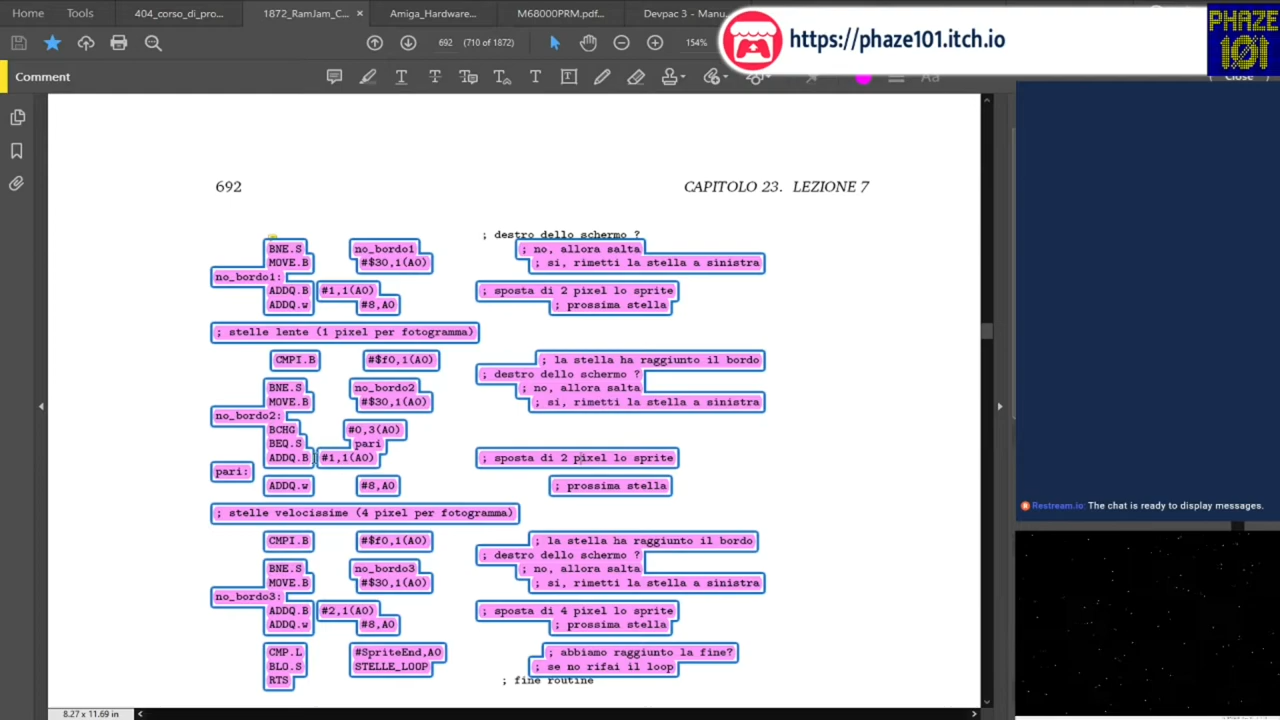 Home Tools 404_corso_di_pro... 1872_RamJam_C... × Amiga_Hardware... M68000PRM.pdf... Devpac 3 - Manu...
https://phaze101.itch.io
PHAZE
101
692 (710 of 1872) 154%
Comment
Close
692 CAPITOLO 23. LEZIONE 7
; destro dello schermo ?
BNE.S no_bordo1 ; no, allora salta
MOVE.B #$30,1(A0) ; si, rimetti la stella a sinistra
no_bordo1:
ADDQ.B #1,1(A0) ; sposta di 2 pixel lo sprite
ADDQ.w #8,A0 ; prossima stella
; stelle lente (1 pixel per fotogramma)
CMPI.B #$f0,1(A0) ; la stella ha raggiunto il bordo
; destro dello schermo ?
BNE.S no_bordo2 ; no, allora salta
MOVE.B #$30,1(A0) ; si, rimetti la stella a sinistra
no_bordo2:
BCHG #0,3(A0)
BEQ.S pari
ADDQ.B #1,1(A0) ; sposta di 2 pixel lo sprite
pari:
ADDQ.w #8,A0 ; prossima stella
; stelle velocissime (4 pixel per fotogramma)
CMPI.B #$f0,1(A0) ; la stella ha raggiunto il bordo
; destro dello schermo ?
BNE.S no_bordo3 ; no, allora salta
MOVE.B #$30,1(A0) ; si, rimetti la stella a sinistra
no_bordo3:
ADDQ.B #2,1(A0) ; sposta di 4 pixel lo sprite
ADDQ.w #8,A0 ; prossima stella
CMP.L #SpriteEnd,A0 ; abbiamo raggiunto la fine?
BLO.S STELLE_LOOP ; se no rifai il loop
RTS ; fine routine
Restream.io: The chat is ready to display messages.
8.27 x 11.69 in